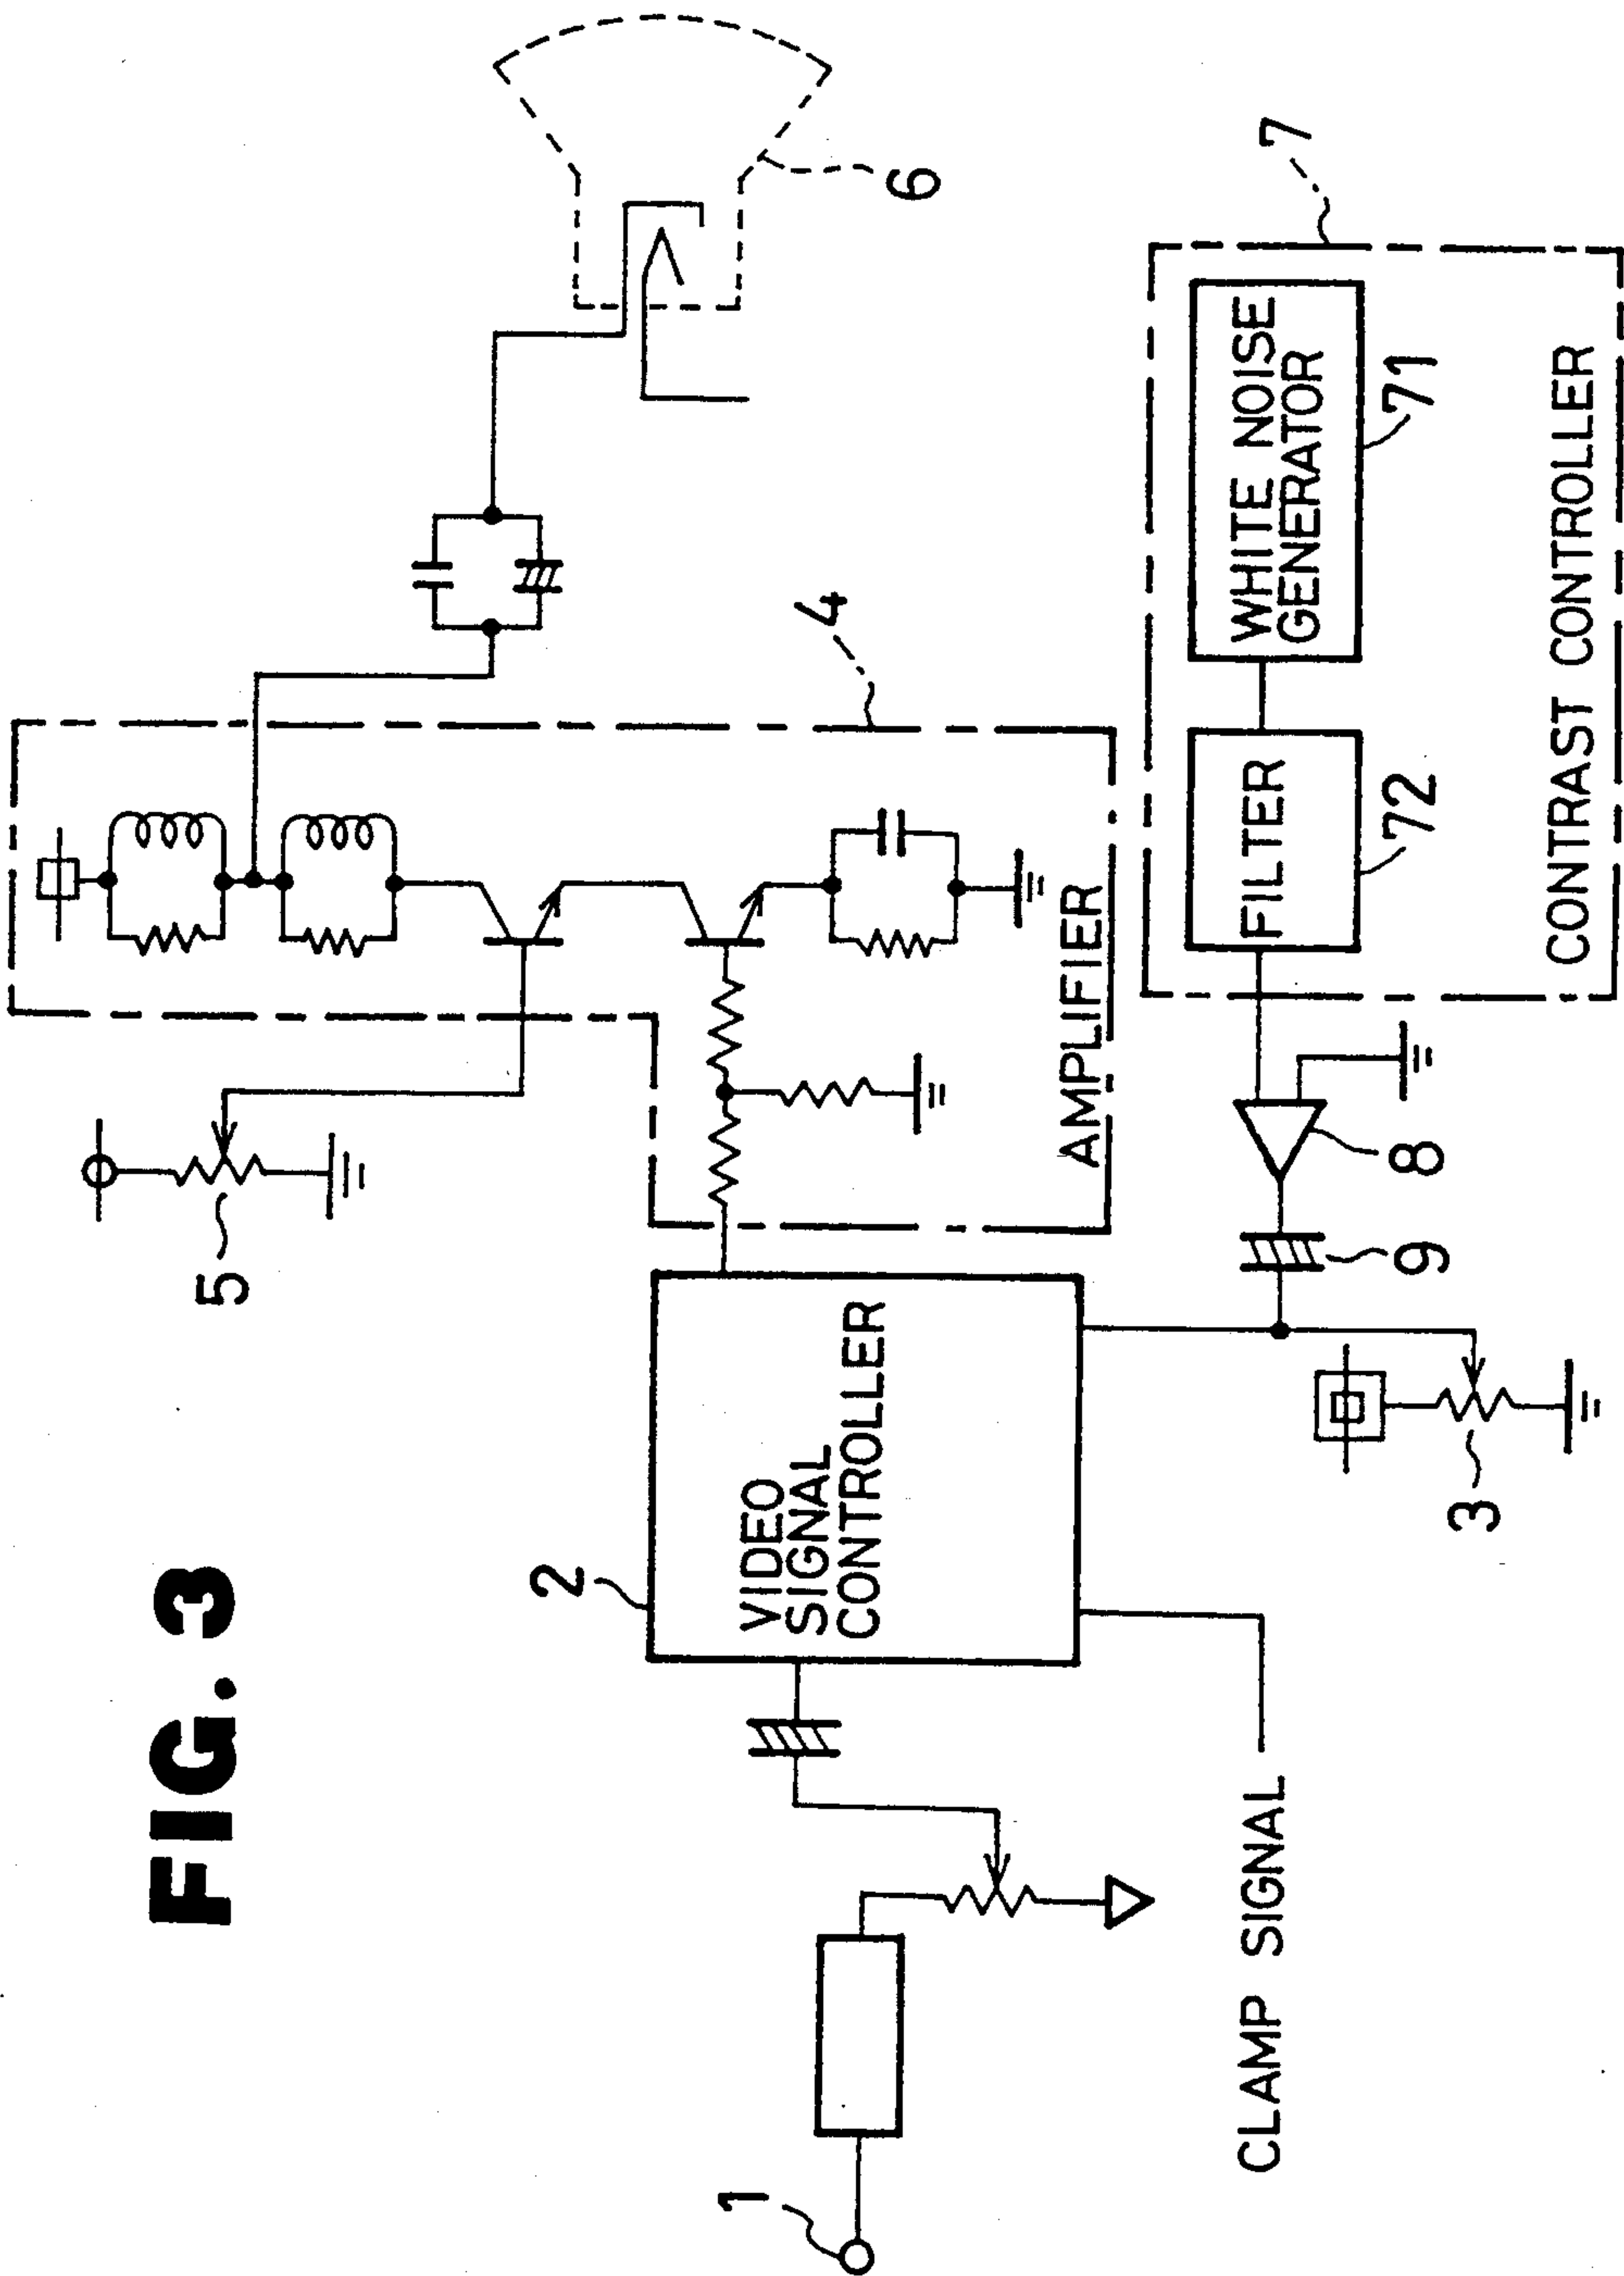 FIG. 3
5
4
6
2
VIDEO
SIGNAL
CONTROLLER
AMPLIFIER
1
7
WHITE NOISE
GENERATOR
71
FILTER
72
8
9
3
CLAMP SIGNAL
CONTRAST CONTROLLER